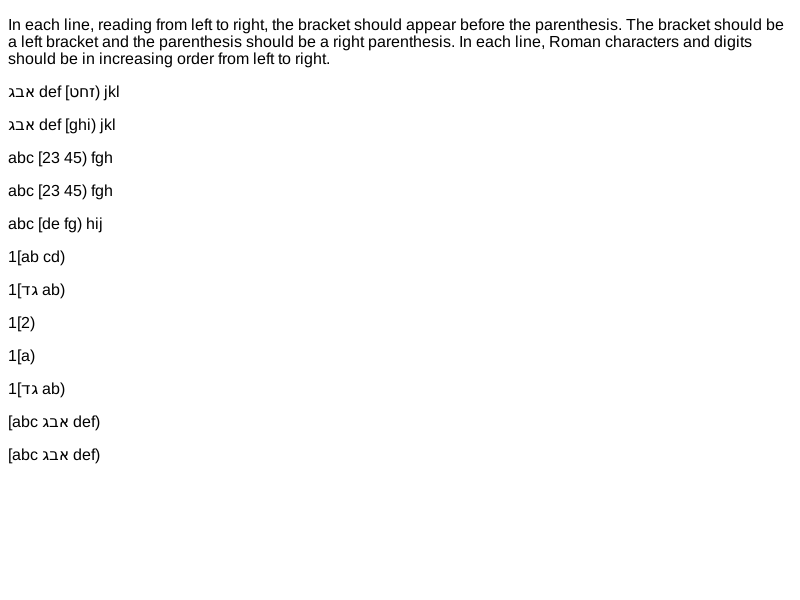 In each line, reading from left to right, the bracket should appear before the parenthesis. The bracket should be
a left bracket and the parenthesis should be a right parenthesis. In each line, Roman characters and digits
should be in increasing order from left to right.
אבג def [זחט) jkl
אבג def [ghi) jkl
abc [23 45) fgh
abc [23 45) fgh
abc [de fg) hij
1[ab cd)
1[גד ab)
1[2)
1[a)
1[גד ab)
[abc אבג def)
[abc אבג def)